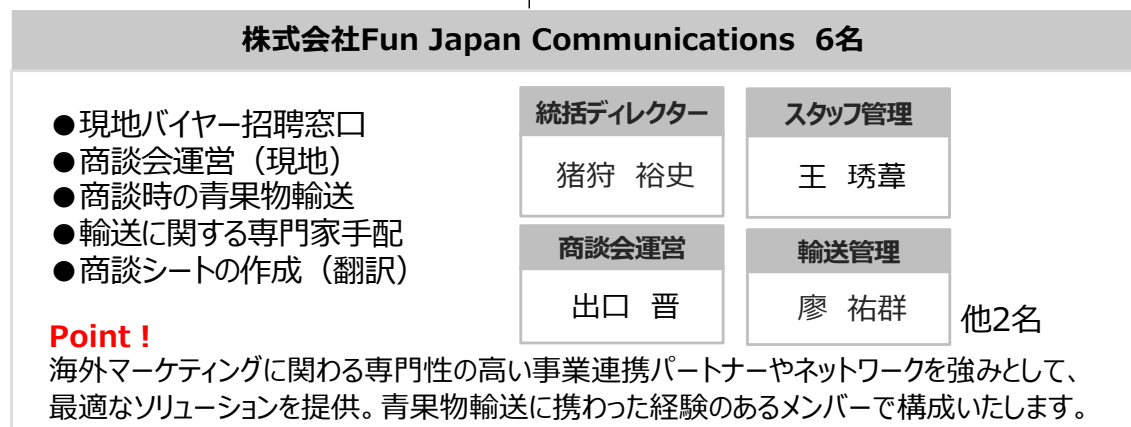 株式会社Fun Japan Communications 6名
●現地バイヤー招聘窓口
●商談会運営（現地）
●商談時の青果物輸送
●輸送に関する専門家手配
●商談シートの作成（翻訳）
統括ディレクター
猪狩 裕史
スタッフ管理
王 琇葦
商談会運営
出口 晋
輸送管理
廖 祐群
他2名
Point！
海外マーケティングに関わる専門性の高い事業連携パートナーやネットワークを強みとして、
最適なソリューションを提供。青果物輸送に携わった経験のあるメンバーで構成いたします。